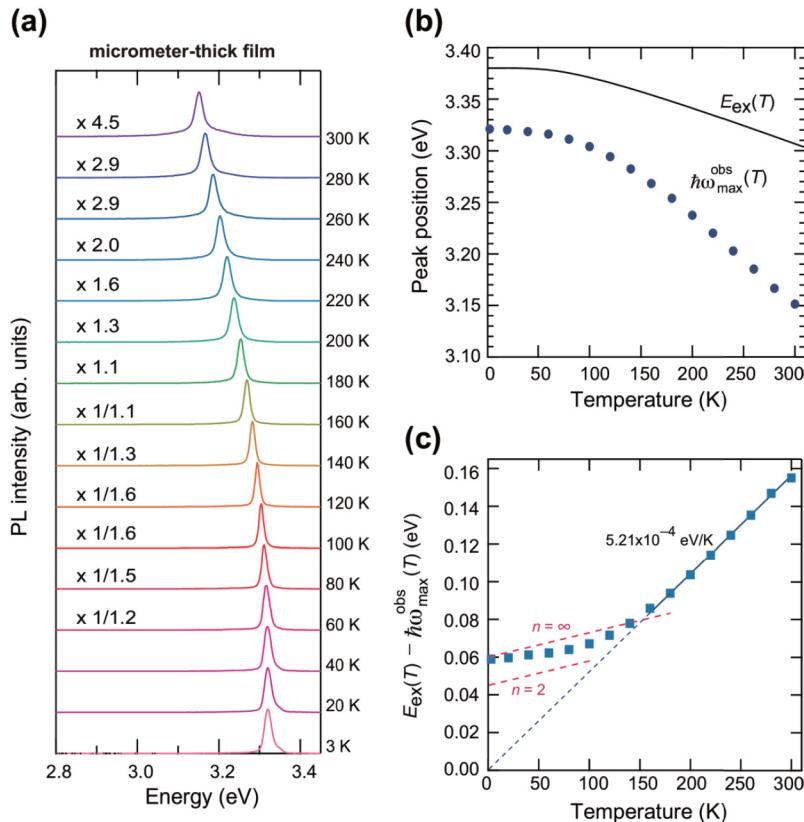 (a)
micrometer-thick film
x 4.5
300 K
x 2.9
280 K
x 2.9
260 K
x 2.0
240 K
x 1.6
220 K
x 1.3
200 K
x 1.1
180 K
x 1/1.1
160 K
x 1/1.3
140 K
x 1/1.6
120 K
x 1/1.6
100 K
x 1/1.5
80 K
x 1/1.2
60 K
40 K
20 K
3 K
PL intensity (arb. units)
2.8 3.0 3.2 3.4
Energy (eV)
(b)
3.40
3.35
3.30
3.25
3.20
3.15
3.10
Peak position (eV)
E_ex(T)
ħω_max^obs(T)
0 50 100 150 200 250 300
Temperature (K)
(c)
0.16
0.14
0.12
0.10
0.08
0.06
0.04
0.02
0.00
E_ex(T) − ħω_max^obs(T) (eV)
5.21x10⁻⁴ eV/K
n = ∞
n = 2
0 50 100 150 200 250 300
Temperature (K)